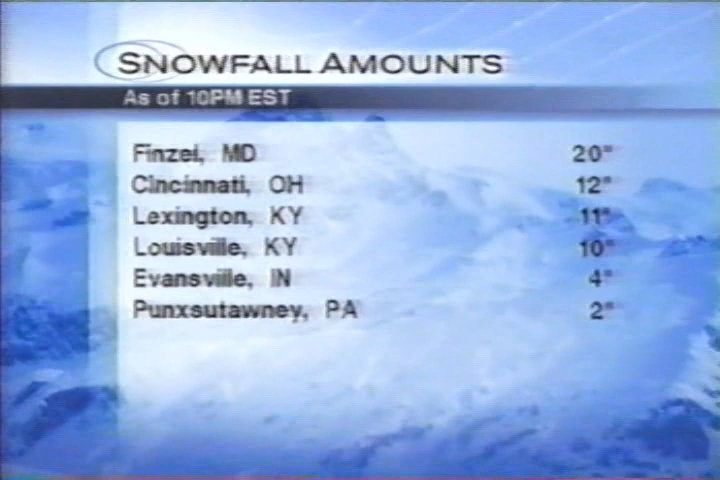 SNOWFALL AMOUNTS
As of 10PM EST
Finzel, MD 20"
Cincinnati, OH 12"
Lexington, KY 11"
Louisville, KY 10"
Evansville, IN 4"
Punxsutawney, PA 2"